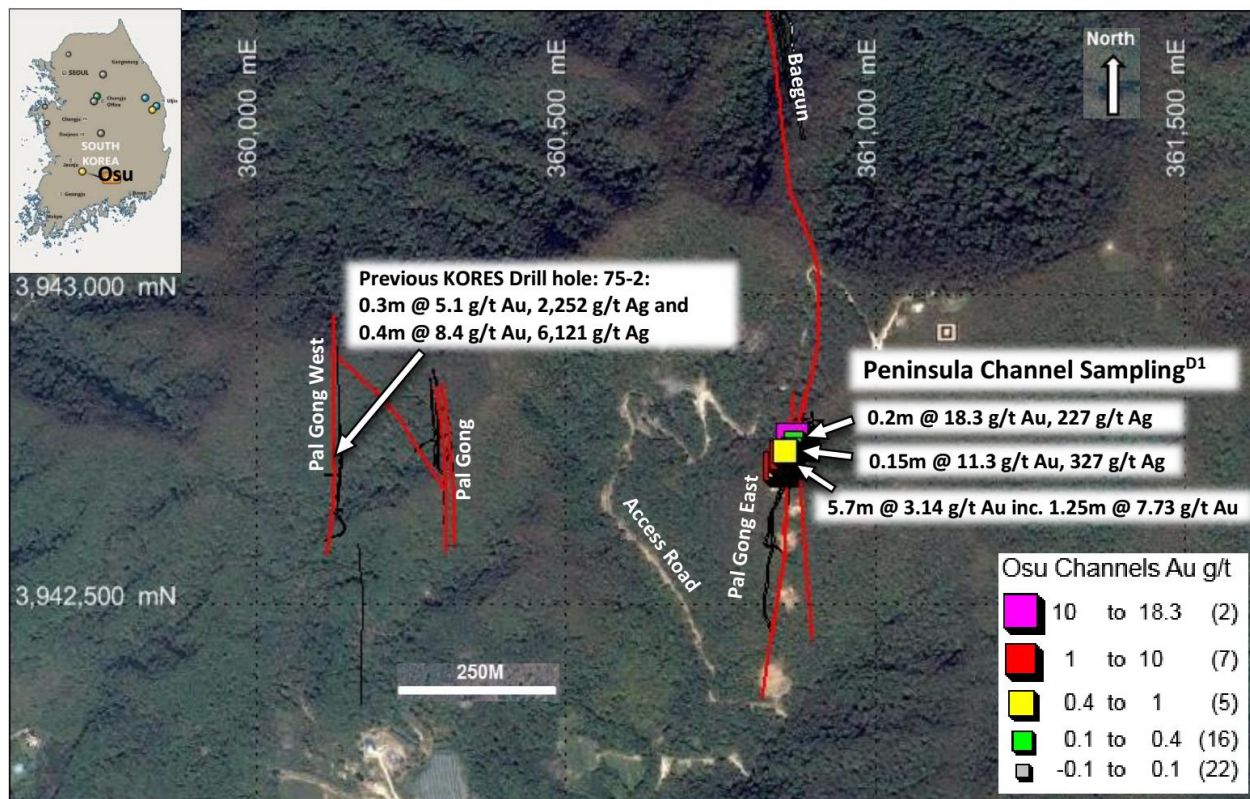 SEOUL
Gangneung
Chungju
Office
Uljin
SOUTH
KOREA
Osu
360,000 mE
360,500 mE
361,000 mE
361,500 mE
Baegun
North
3,943,000 mN
Previous KORES Drill hole: 75-2:
0.3m @ 5.1 g/t Au, 2,252 g/t Ag and
0.4m @ 8.4 g/t Au, 6,121 g/t Ag
Pal Gong West
Pal Gong
Peninsula Channel Sampling^D1
0.2m @ 18.3 g/t Au, 227 g/t Ag
0.15m @ 11.3 g/t Au, 327 g/t Ag
5.7m @ 3.14 g/t Au inc. 1.25m @ 7.73 g/t Au
Access Road
Pal Gong East
3,942,500 mN
250M
Osu Channels Au g/t
10 to 18.3 (2)
1 to 10 (7)
0.4 to 1 (5)
0.1 to 0.4 (16)
-0.1 to 0.1 (22)